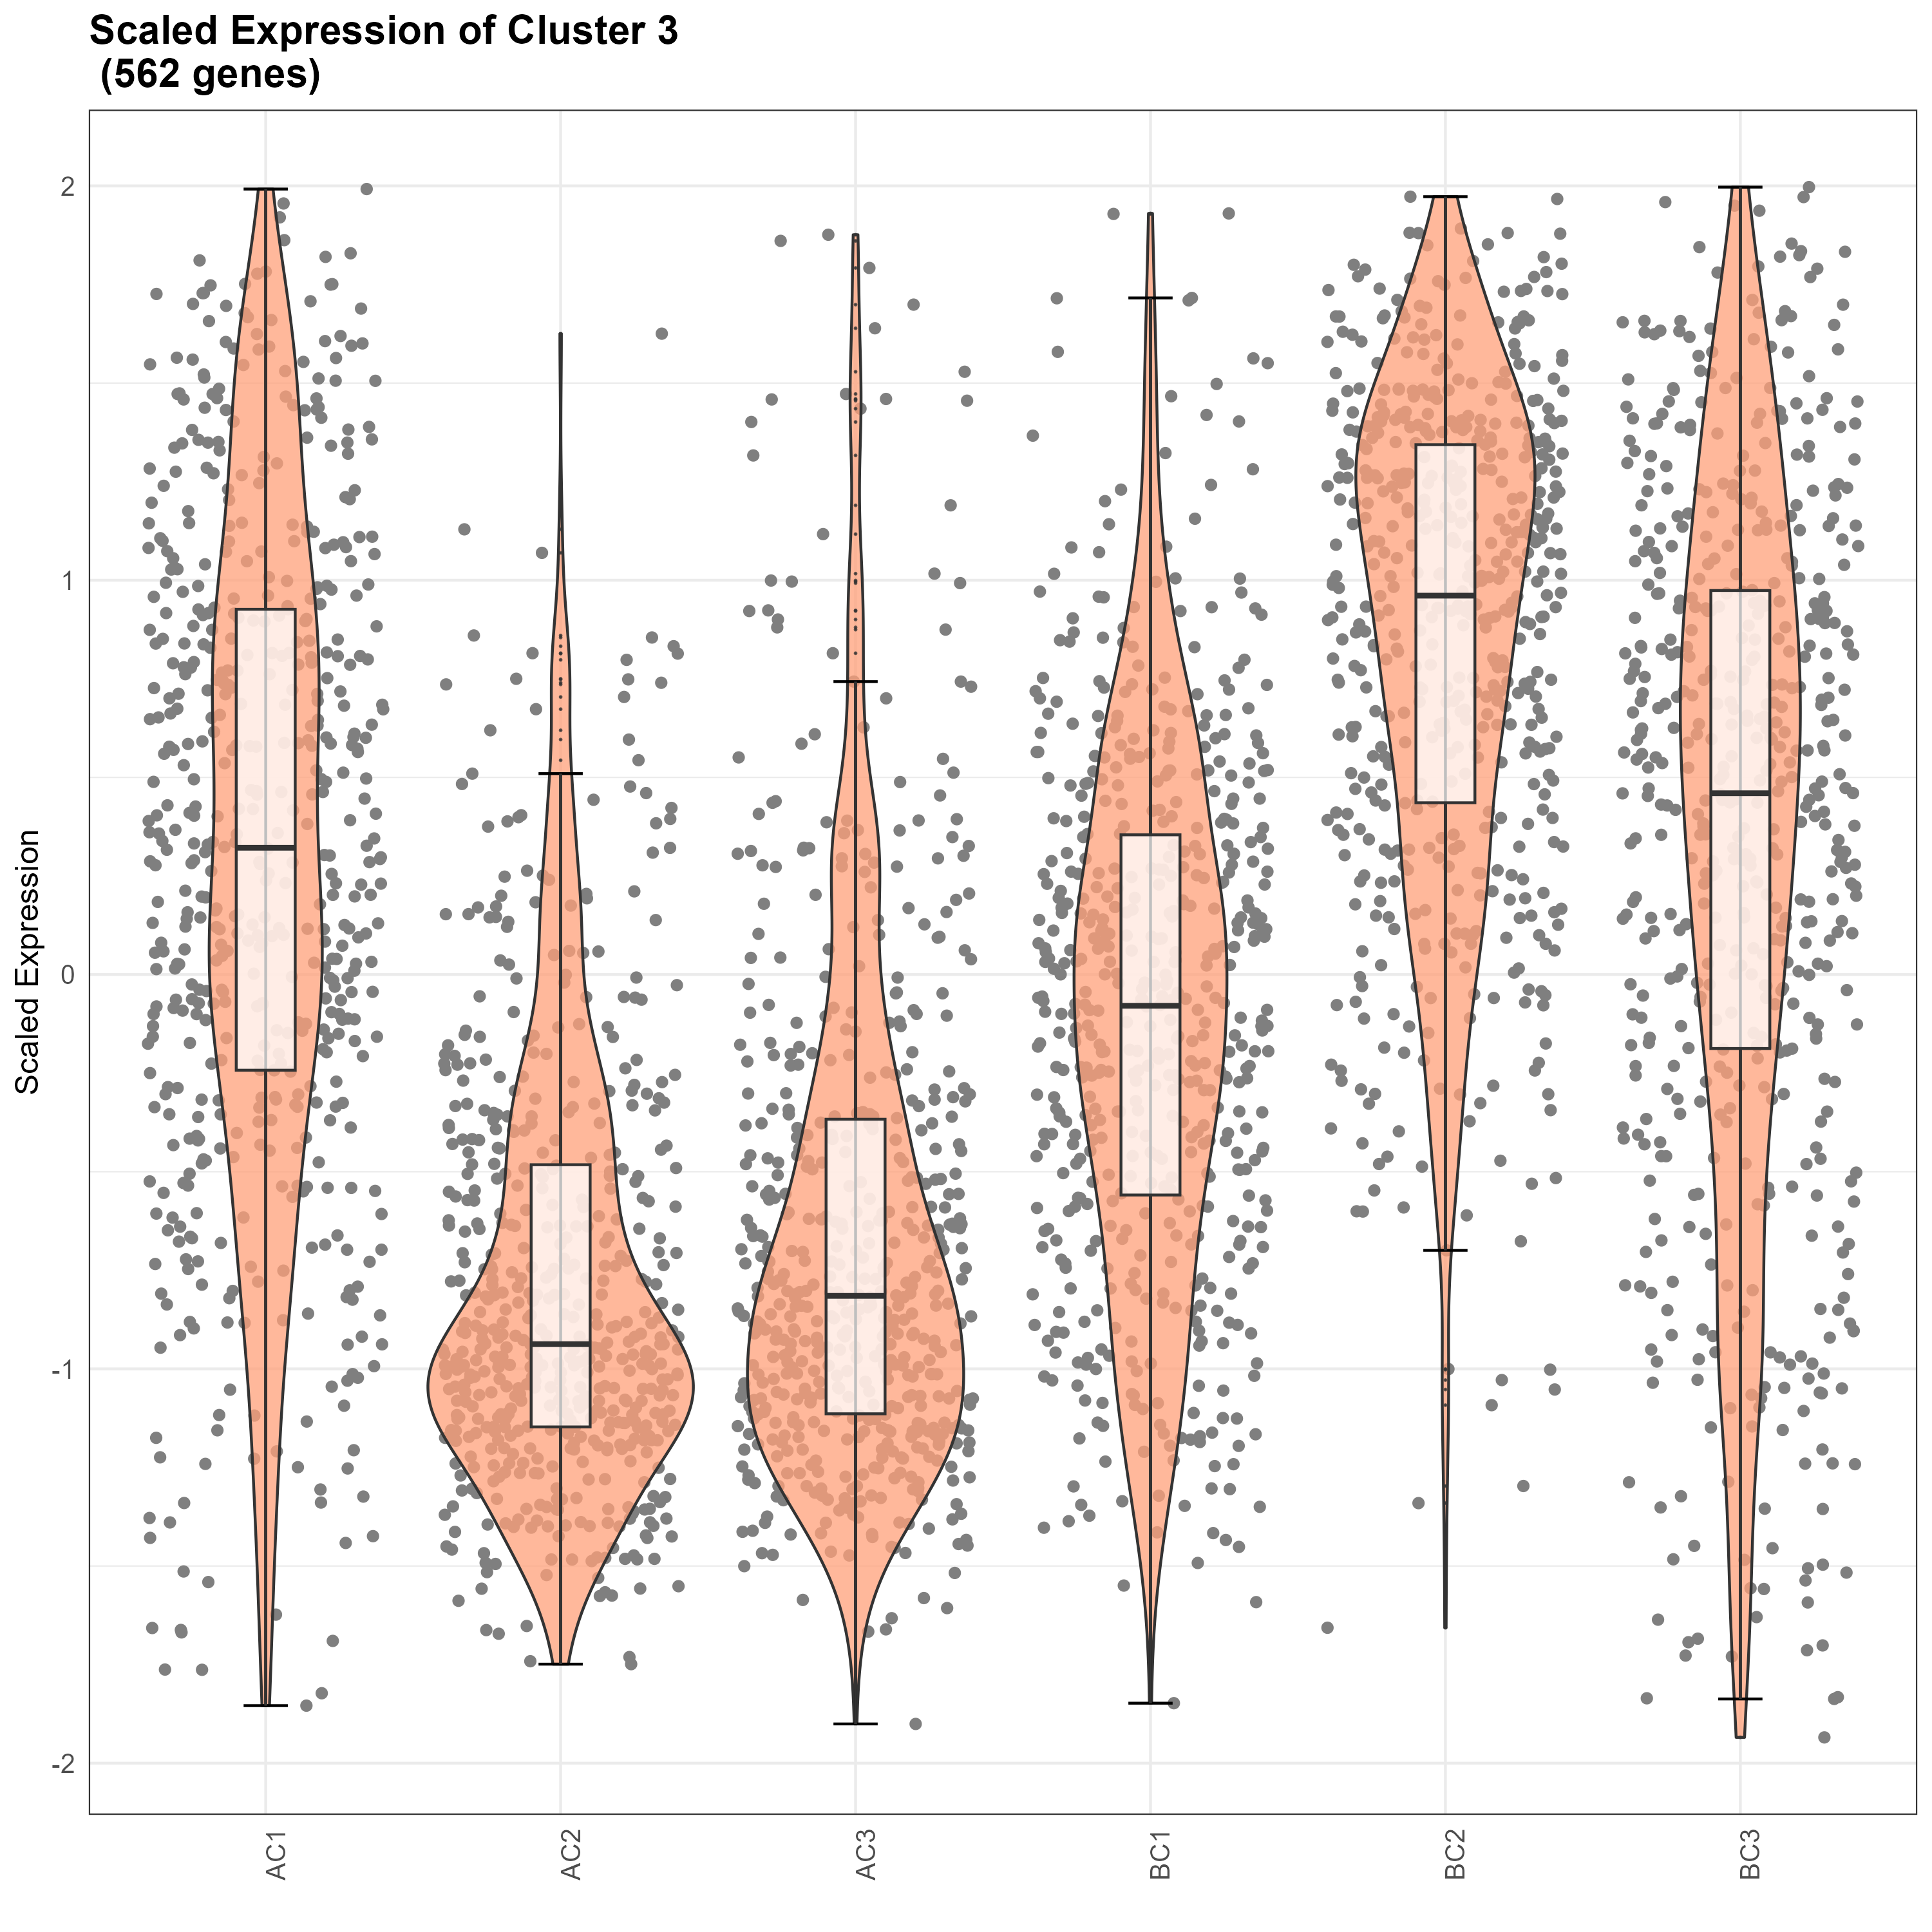 Scaled Expression of Cluster 3
(562 genes)
Scaled Expression
2
1
0
-1
-2
AC1
AC2
AC3
BC1
BC2
BC3